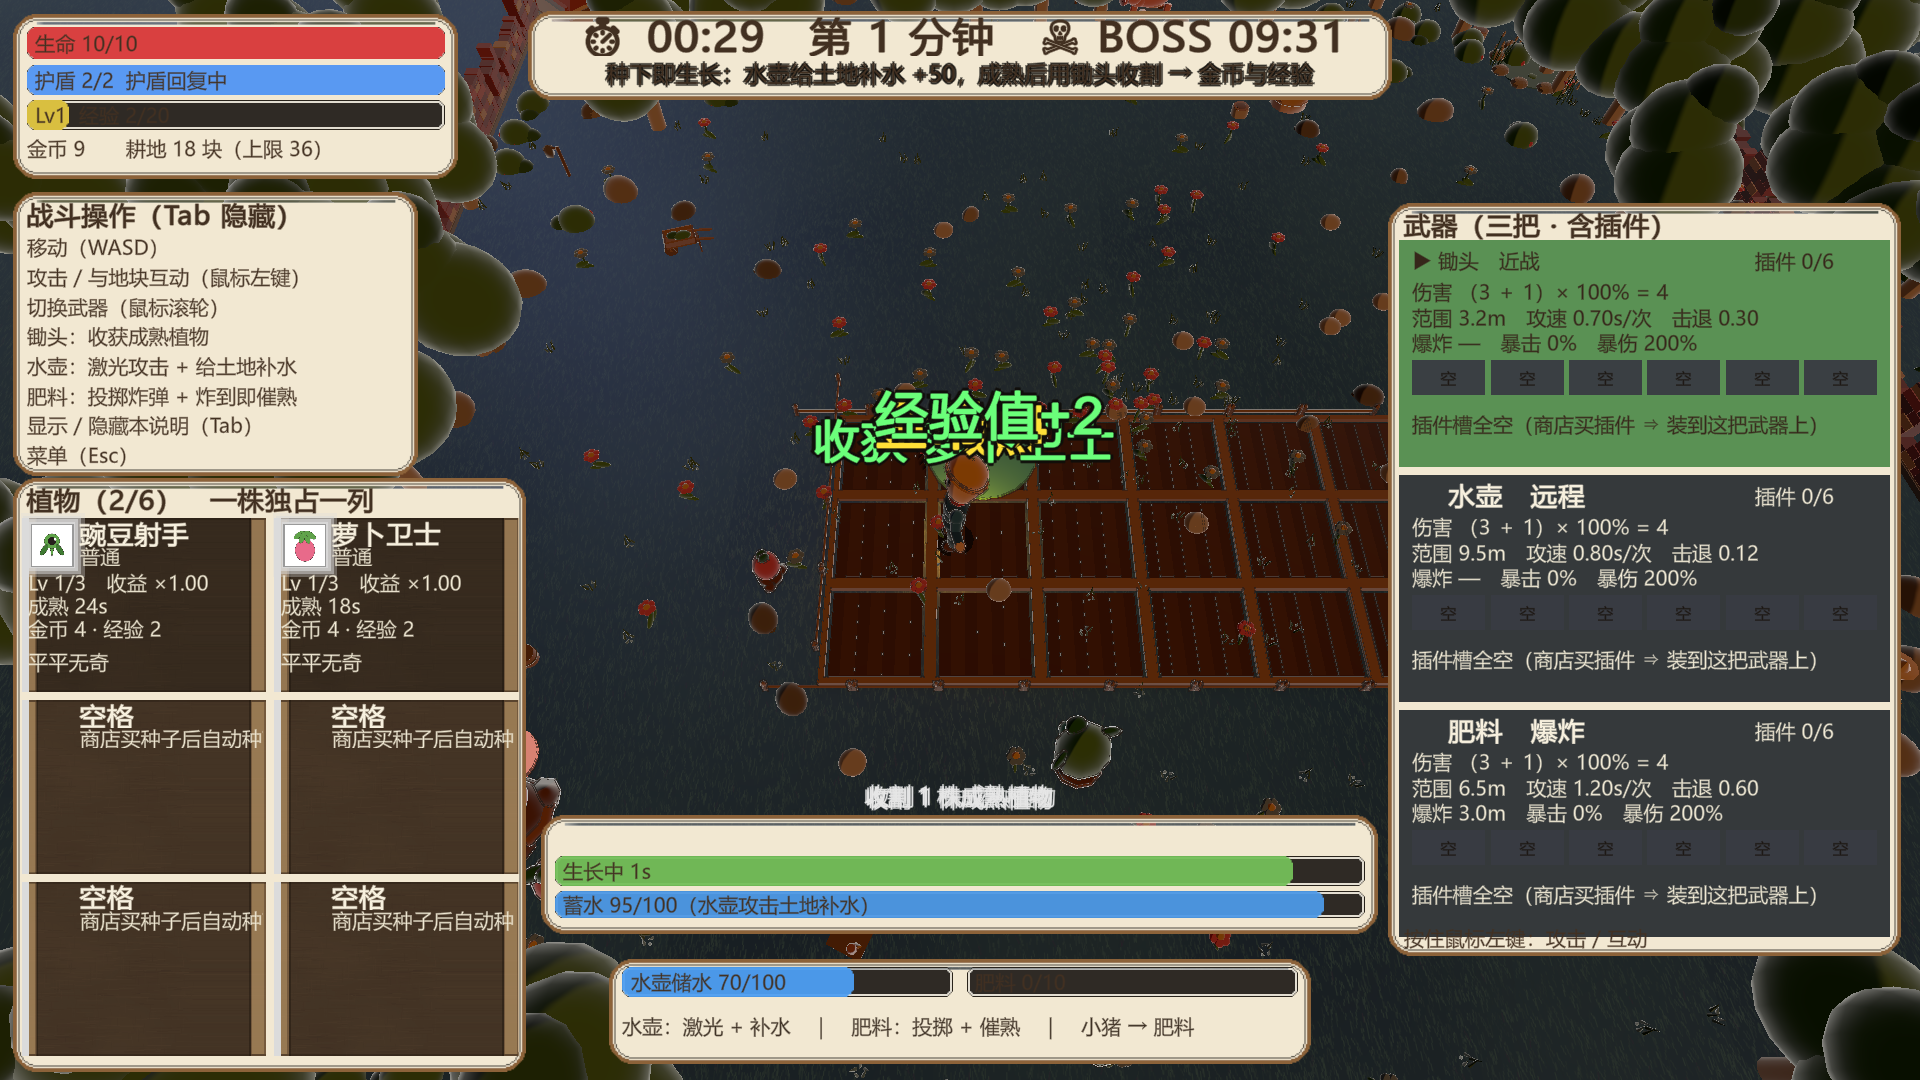 生命 10/10
护盾 2/2 护盾回复中
Lv1 经验 2/20
金币 9 耕地 18 块（上限 36）
00:29 第 1 分钟 BOSS 09:31
种下即生长：水壶给土地补水 +50，成熟后用锄头收割 → 金币与经验
战斗操作（Tab 隐藏）
移动（WASD）
攻击 / 与地块互动（鼠标左键）
切换武器（鼠标滚轮）
锄头：收获成熟植物
水壶：激光攻击 + 给土地补水
肥料：投掷炸弹 + 炸到即催熟
显示 / 隐藏本说明（Tab）
菜单（Esc）
植物（2/6） 一株独占一列
豌豆射手
普通
Lv 1/3 收益 ×1.00
成熟 24s
金币 4 · 经验 2
平平无奇
萝卜卫士
普通
Lv 1/3 收益 ×1.00
成熟 18s
金币 4 · 经验 2
平平无奇
空格
商店买种子后自动种
空格
商店买种子后自动种
空格
商店买种子后自动种
空格
商店买种子后自动种
经验值+2
收割 1 株成熟植物
生长中 1s
蓄水 95/100（水壶攻击土地补水）
水壶储水 70/100
肥料 0/10
水壶：激光 + 补水 | 肥料：投掷 + 催熟 | 小猪 → 肥料
武器（三把 · 含插件）
▶ 锄头 近战 插件 0/6
伤害 （3 + 1）× 100% = 4
范围 3.2m 攻速 0.70s/次 击退 0.30
爆炸 — 暴击 0% 暴伤 200%
空 空 空 空 空 空
插件槽全空（商店买插件 ⇒ 装到这把武器上）
水壶 远程 插件 0/6
伤害 （3 + 1）× 100% = 4
范围 9.5m 攻速 0.80s/次 击退 0.12
爆炸 — 暴击 0% 暴伤 200%
空 空 空 空 空 空
插件槽全空（商店买插件 ⇒ 装到这把武器上）
肥料 爆炸 插件 0/6
伤害 （3 + 1）× 100% = 4
范围 6.5m 攻速 1.20s/次 击退 0.60
爆炸 3.0m 暴击 0% 暴伤 200%
空 空 空 空 空 空
插件槽全空（商店买插件 ⇒ 装到这把武器上）
按住鼠标左键：攻击 / 互动